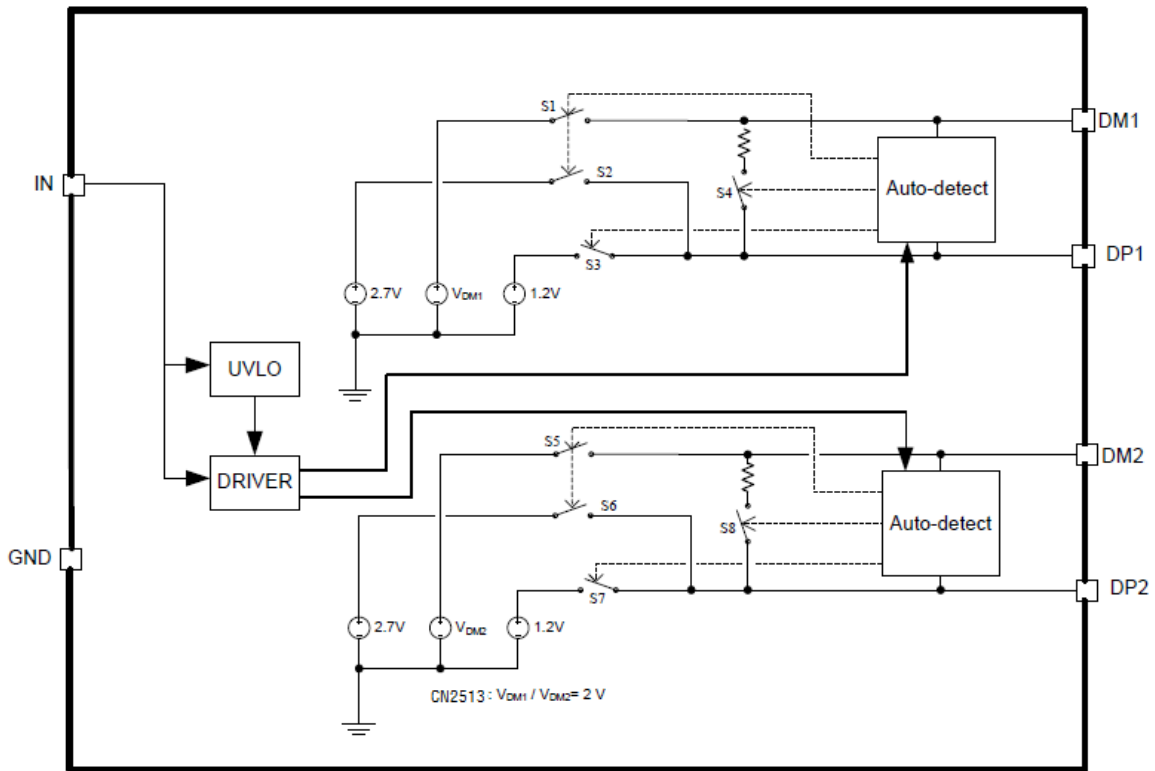 S1
DM1
IN
S2
S4
Auto-detect
S3
DP1
2.7V
VDM1
1.2V
UVLO
S5
DM2
DRIVER
S6
S8
Auto-detect
GND
S7
DP2
2.7V
VDM2
1.2V
CN2513 : VDM1 / VDM2= 2 V